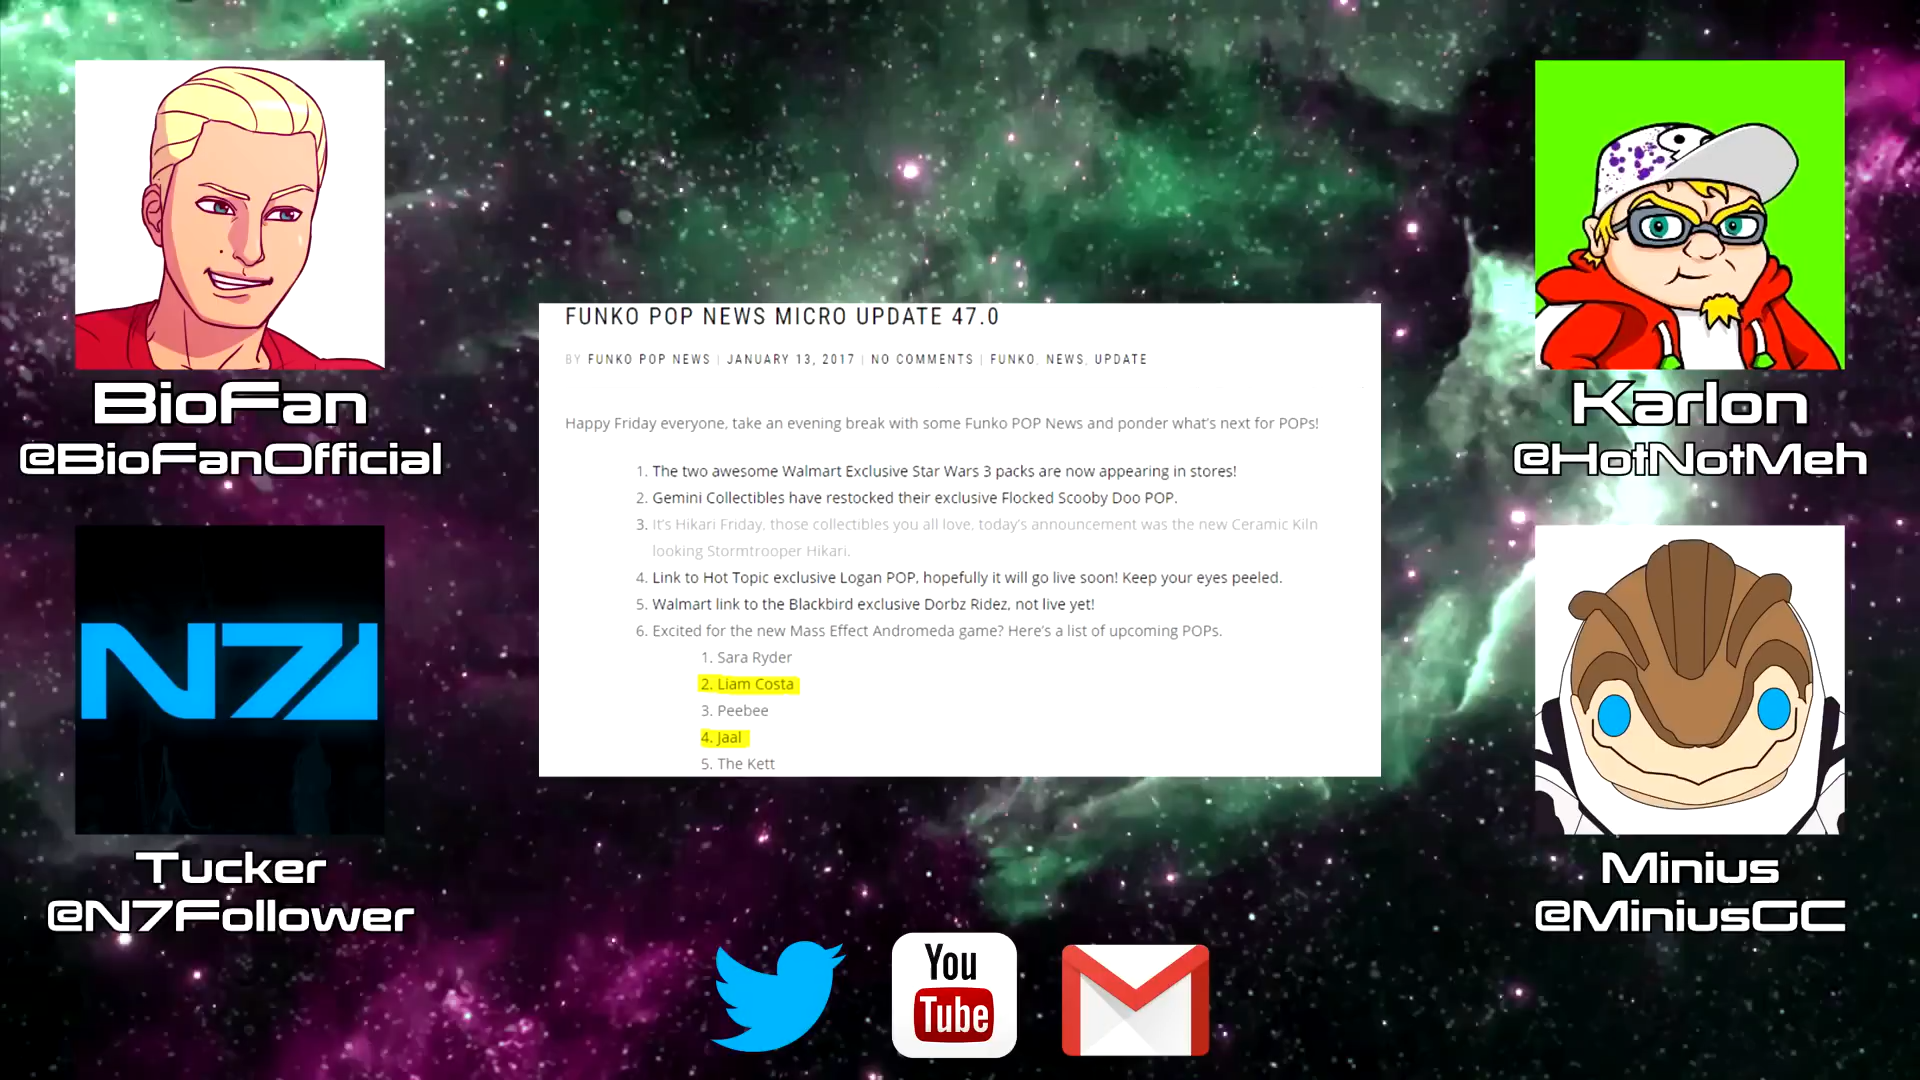 BioFan
@BioFanOfficial
N7
Tucker
@N7Follower
FUNKO POP NEWS MICRO UPDATE 47.0
BY FUNKO POP NEWS | JANUARY 13, 2017 | NO COMMENTS | FUNKO, NEWS, UPDATE
Happy Friday everyone, take an evening break with some Funko POP News and ponder what's next for POPs!
1. The two awesome Walmart Exclusive Star Wars 3 packs are now appearing in stores!
2. Gemini Collectibles have restocked their exclusive Flocked Scooby Doo POP.
3. It's Hikari Friday, those collectibles you all love, today's announcement was the new Ceramic Kiln
looking Stormtrooper Hikari.
4. Link to Hot Topic exclusive Logan POP, hopefully it will go live soon! Keep your eyes peeled.
5. Walmart link to the Blackbird exclusive Dorbz Ridez, not live yet!
6. Excited for the new Mass Effect Andromeda game? Here's a list of upcoming POPs.
1. Sara Ryder
2. Liam Costa
3. Peebee
4. Jaal
5. The Kett
Karlon
@HotNotMeh
Minius
@MiniusGC
You
Tube